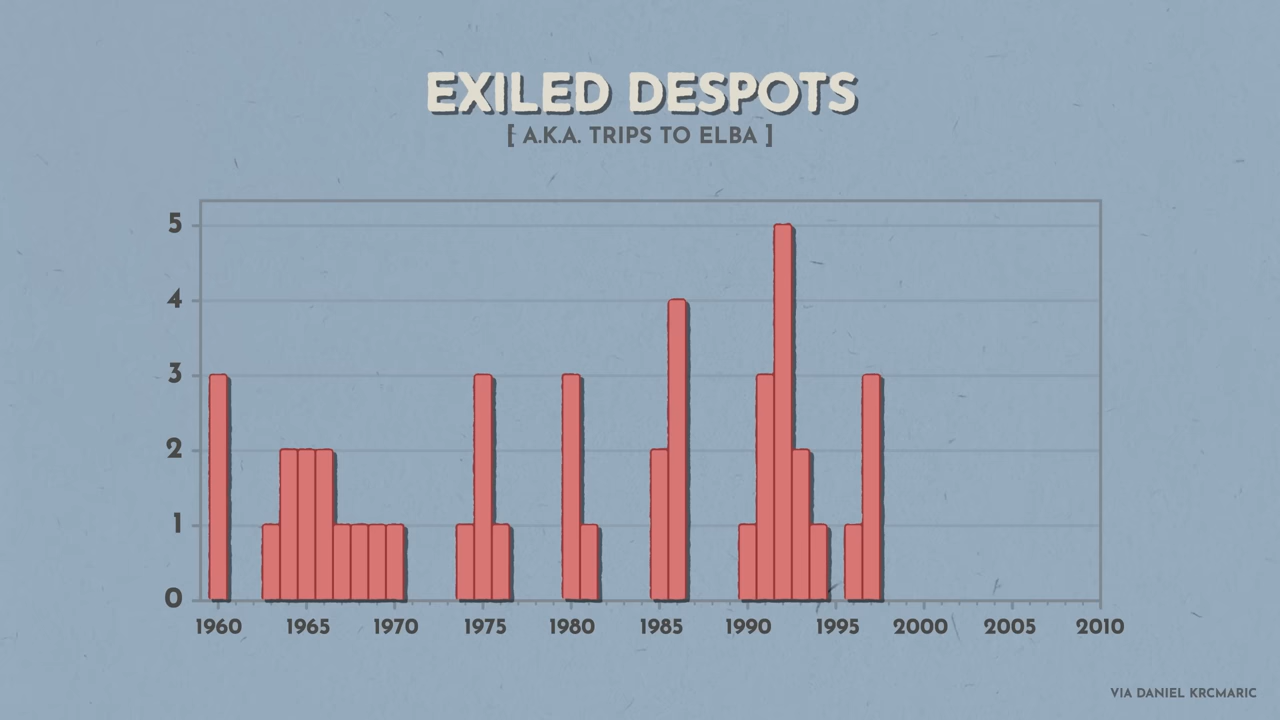 EXILED DESPOTS
[ A.K.A. TRIPS TO ELBA ]
5
4
3
2
1
0
1960 1965 1970 1975 1980 1985 1990 1995 2000 2005 2010
VIA DANIEL KRCMARIC